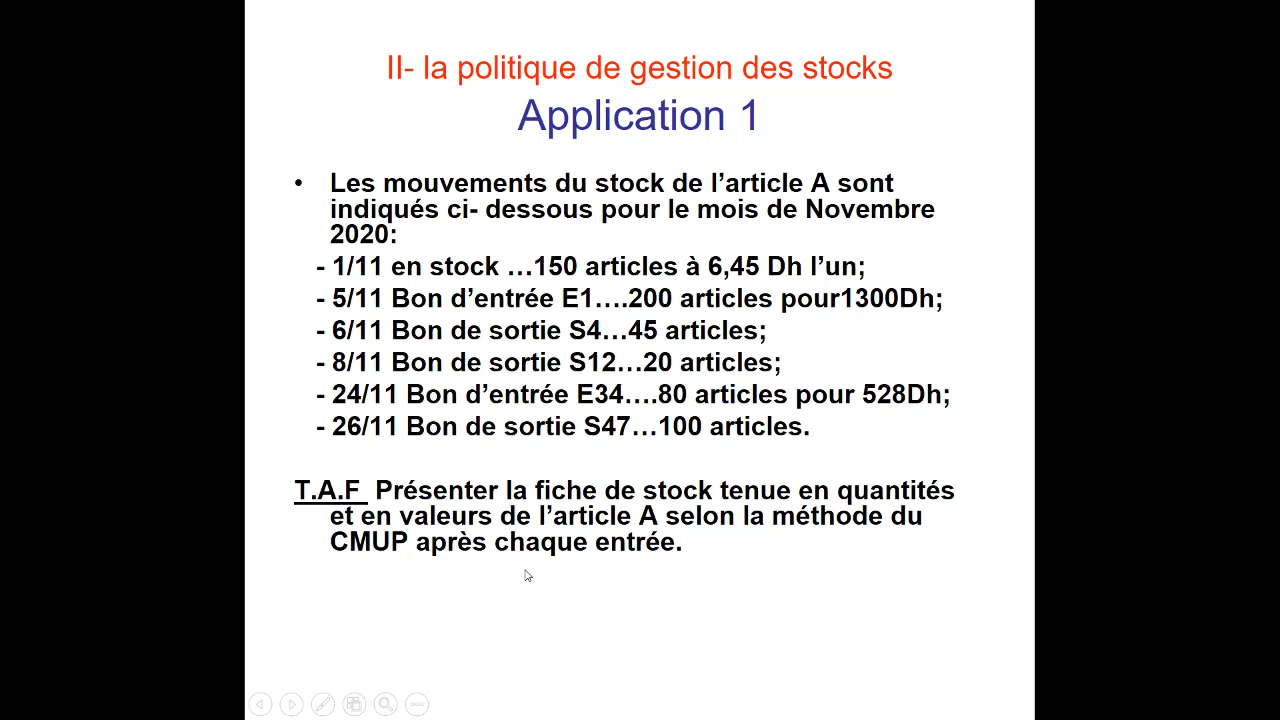 II- la politique de gestion des stocks
Application 1
• Les mouvements du stock de l’article A sont
indiqués ci- dessous pour le mois de Novembre
2020:
- 1/11 en stock …150 articles à 6,45 Dh l’un;
- 5/11 Bon d’entrée E1….200 articles pour1300Dh;
- 6/11 Bon de sortie S4…45 articles;
- 8/11 Bon de sortie S12…20 articles;
- 24/11 Bon d’entrée E34….80 articles pour 528Dh;
- 26/11 Bon de sortie S47…100 articles.
T.A.F Présenter la fiche de stock tenue en quantités
et en valeurs de l’article A selon la méthode du
CMUP après chaque entrée.